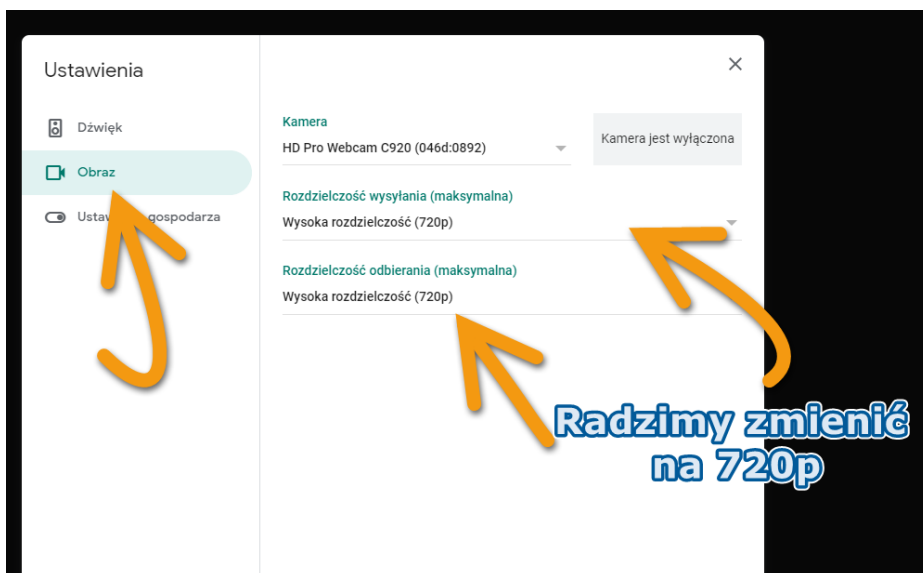 Ustawienia
Dźwięk
Obraz
gospodarza
Kamera
HD Pro Webcam C920 (046d:0892)
Kamera jest wyłączona
Rozdzielczość wysyłania (maksymalna)
Wysoka rozdzielczość (720p)
Rozdzielczość odbierania (maksymalna)
Wysoka rozdzielczość (720p)
Radzimy zmienić
na 720p